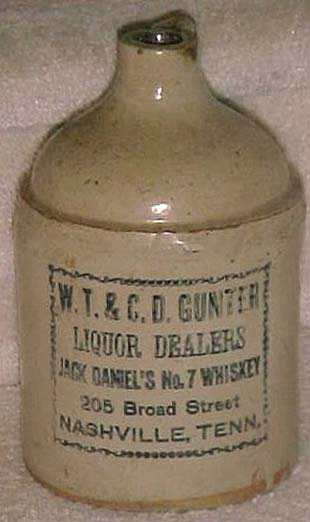 W. T. & C. D. GUNTER
LIQUOR DEALERS
JACK DANIEL'S No. 7 WHISKEY
205 Broad Street
NASHVILLE, TENN.